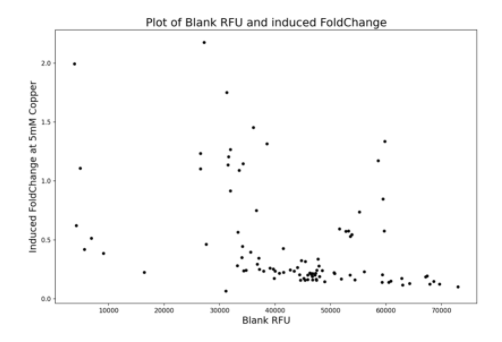 Plot of Blank RFU and induced FoldChange
Induced FoldChange at 5mM Copper
2.0
1.5
1.0
0.5
0.0
10000 20000 30000 40000 50000 60000 70000
Blank RFU